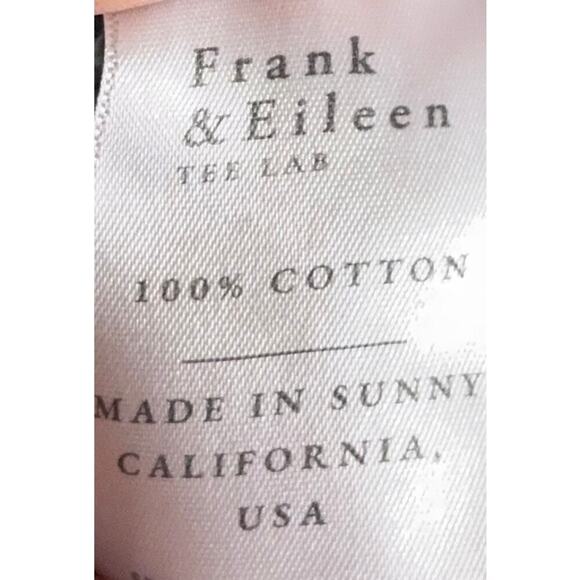 Frank
& Eileen
TEE LAB
100% COTTON
MADE IN SUNNY
CALIFORNIA,
USA